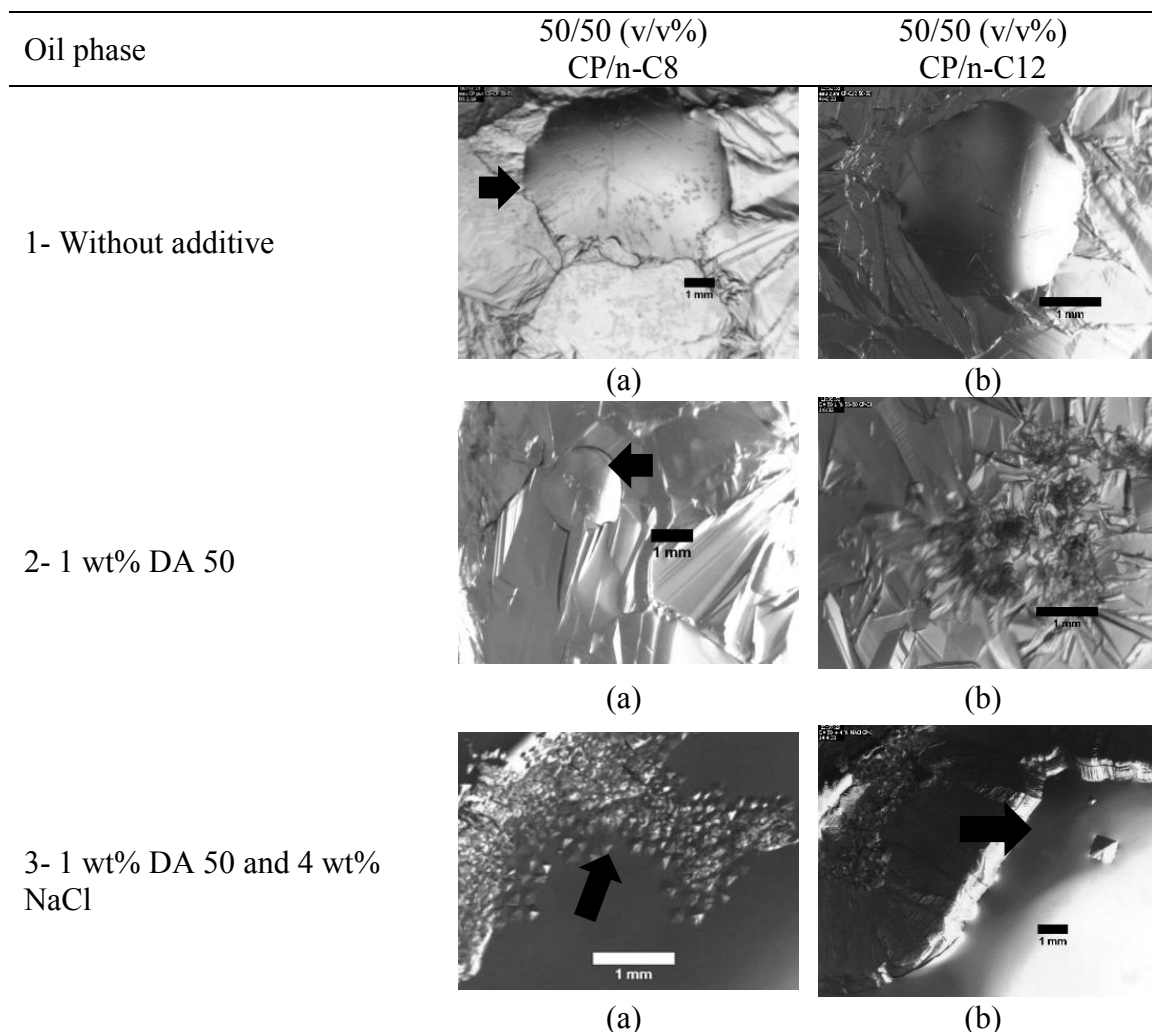 Oil phase
50/50 (v/v%)
CP/n-C8
50/50 (v/v%)
CP/n-C12
1- Without additive
1 mm
1 mm
(a)
(b)
2- 1 wt% DA 50
1 mm
1 mm
(a)
(b)
3- 1 wt% DA 50 and 4 wt%
NaCl
1 mm
1 mm
(a)
(b)